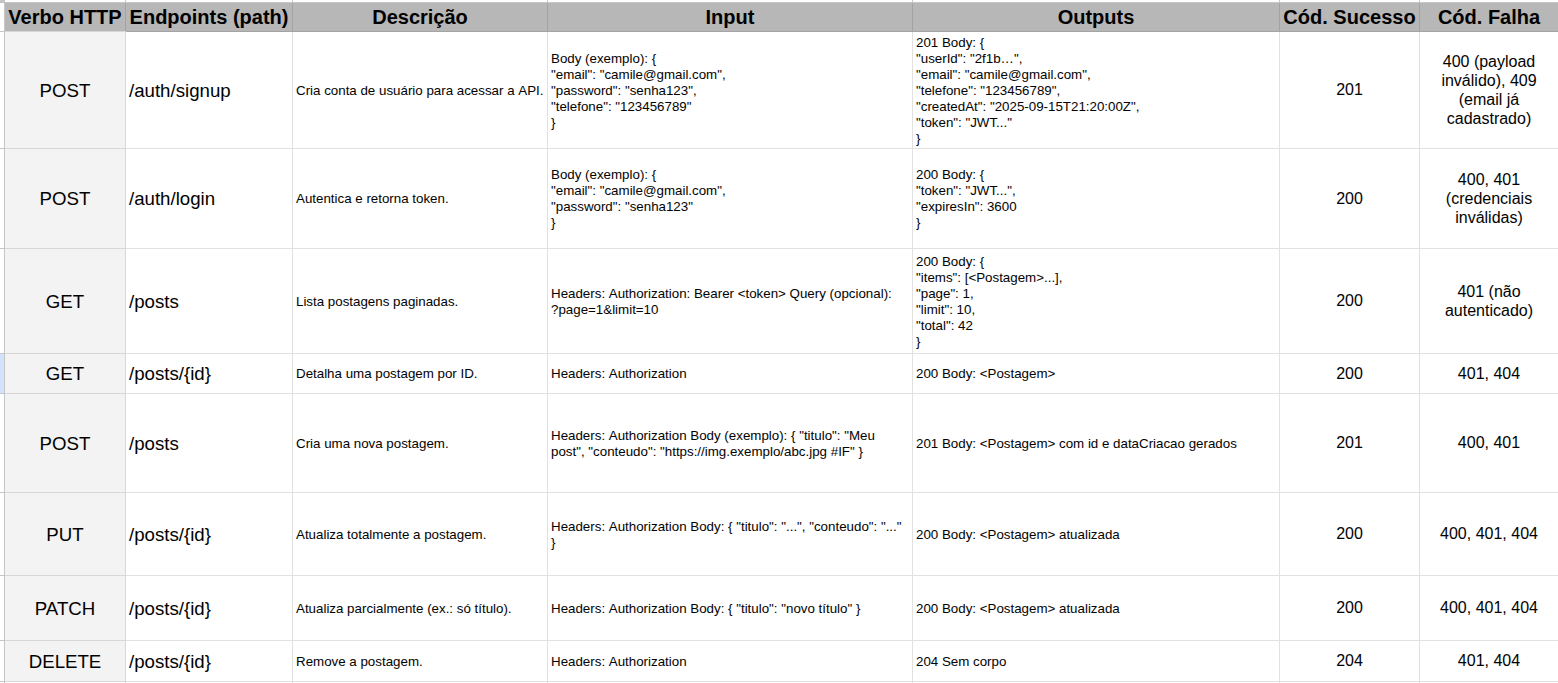 Verbo HTTP Endpoints (path) Descrição Input Outputs Cód. Sucesso Cód. Falha
POST
/auth/signup
Cria conta de usuário para acessar a API.
Body (exemplo): {
"email": "camile@gmail.com",
"password": "senha123",
"telefone": "123456789"
}
201 Body: {
"userId": "2f1b…",
"email": "camile@gmail.com",
"telefone": "123456789",
"createdAt": "2025-09-15T21:20:00Z",
"token": "JWT..."
}
201
400 (payload
inválido), 409
(email já
cadastrado)
POST
/auth/login
Autentica e retorna token.
Body (exemplo): {
"email": "camile@gmail.com",
"password": "senha123"
}
200 Body: {
"token": "JWT...",
"expiresIn": 3600
}
200
400, 401
(credenciais
inválidas)
GET
/posts
Lista postagens paginadas.
Headers: Authorization: Bearer <token> Query (opcional):
?page=1&limit=10
200 Body: {
"items": [<Postagem>...],
"page": 1,
"limit": 10,
"total": 42
}
200
401 (não
autenticado)
GET
/posts/{id}
Detalha uma postagem por ID.
Headers: Authorization
200 Body: <Postagem>
200
401, 404
POST
/posts
Cria uma nova postagem.
Headers: Authorization Body (exemplo): { "titulo": "Meu
post", "conteudo": "https://img.exemplo/abc.jpg #IF" }
201 Body: <Postagem> com id e dataCriacao gerados
201
400, 401
PUT
/posts/{id}
Atualiza totalmente a postagem.
Headers: Authorization Body: { "titulo": "...", "conteudo": "..."
}
200 Body: <Postagem> atualizada
200
400, 401, 404
PATCH
/posts/{id}
Atualiza parcialmente (ex.: só título).
Headers: Authorization Body: { "titulo": "novo título" }
200 Body: <Postagem> atualizada
200
400, 401, 404
DELETE
/posts/{id}
Remove a postagem.
Headers: Authorization
204 Sem corpo
204
401, 404